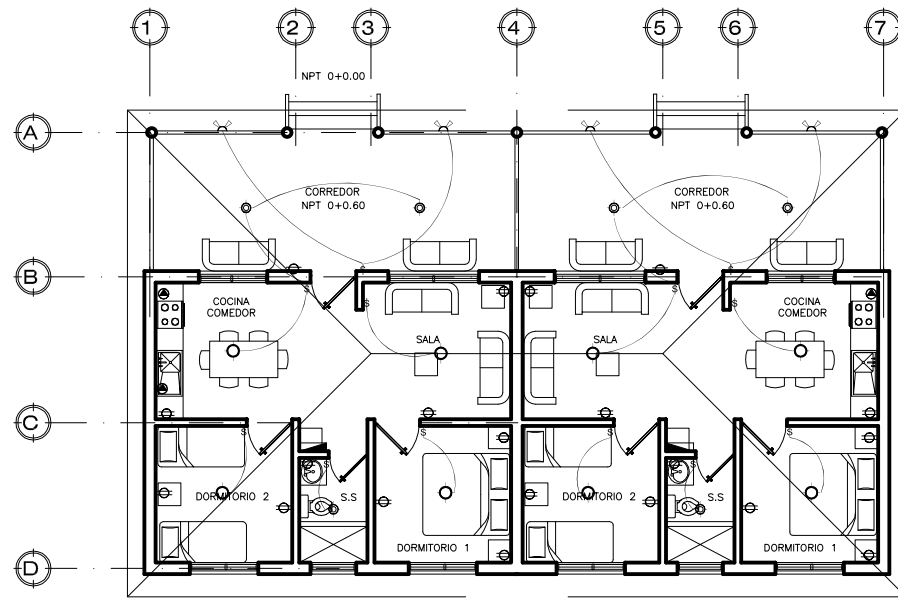 1 2 3 4 5 6 7
NPT 0+0.00
A
CORREDOR
NPT 0+0.60
CORREDOR
NPT 0+0.60
B
S S S S
COCINA
COMEDOR
SALA
SALA
COCINA
COMEDOR
C
S S S S
DORMITORIO 2
S.S
DORMITORIO 1
DORMITORIO 2
S.S
DORMITORIO 1
D